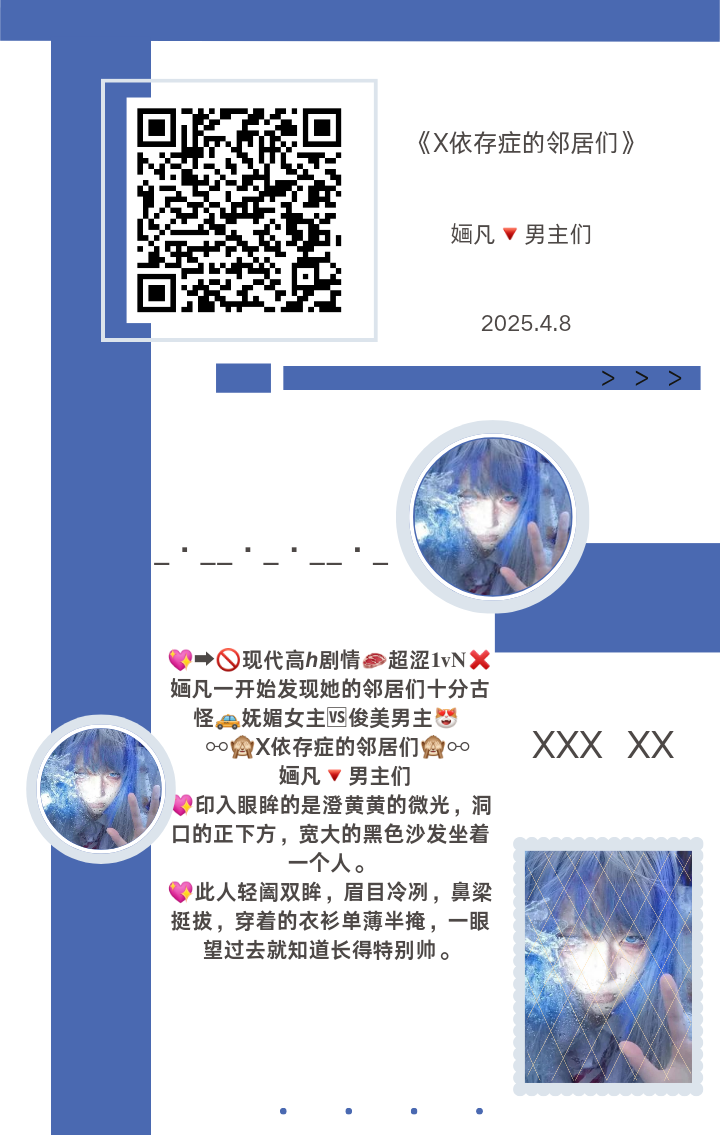 《X依存症的邻居们》
婳凡🔻男主们
2025.4.8
> > >
_▪__▪_▪__▪_
💖➡🚫现代高h剧情🥩超涩1vN❌
婳凡一开始发现她的邻居们十分古
怪🚕妩媚女主🆚俊美男主😻
⚯🙈X依存症的邻居们🙈⚯
婳凡🔻男主们
💘印入眼眸的是澄黄黄的微光，洞
口的正下方，宽大的黑色沙发坐着
一个人。
💖此人轻阖双眸，眉目冷冽，鼻梁
挺拔，穿着的衣衫单薄半掩，一眼
望过去就知道长得特别帅。
XXX XX